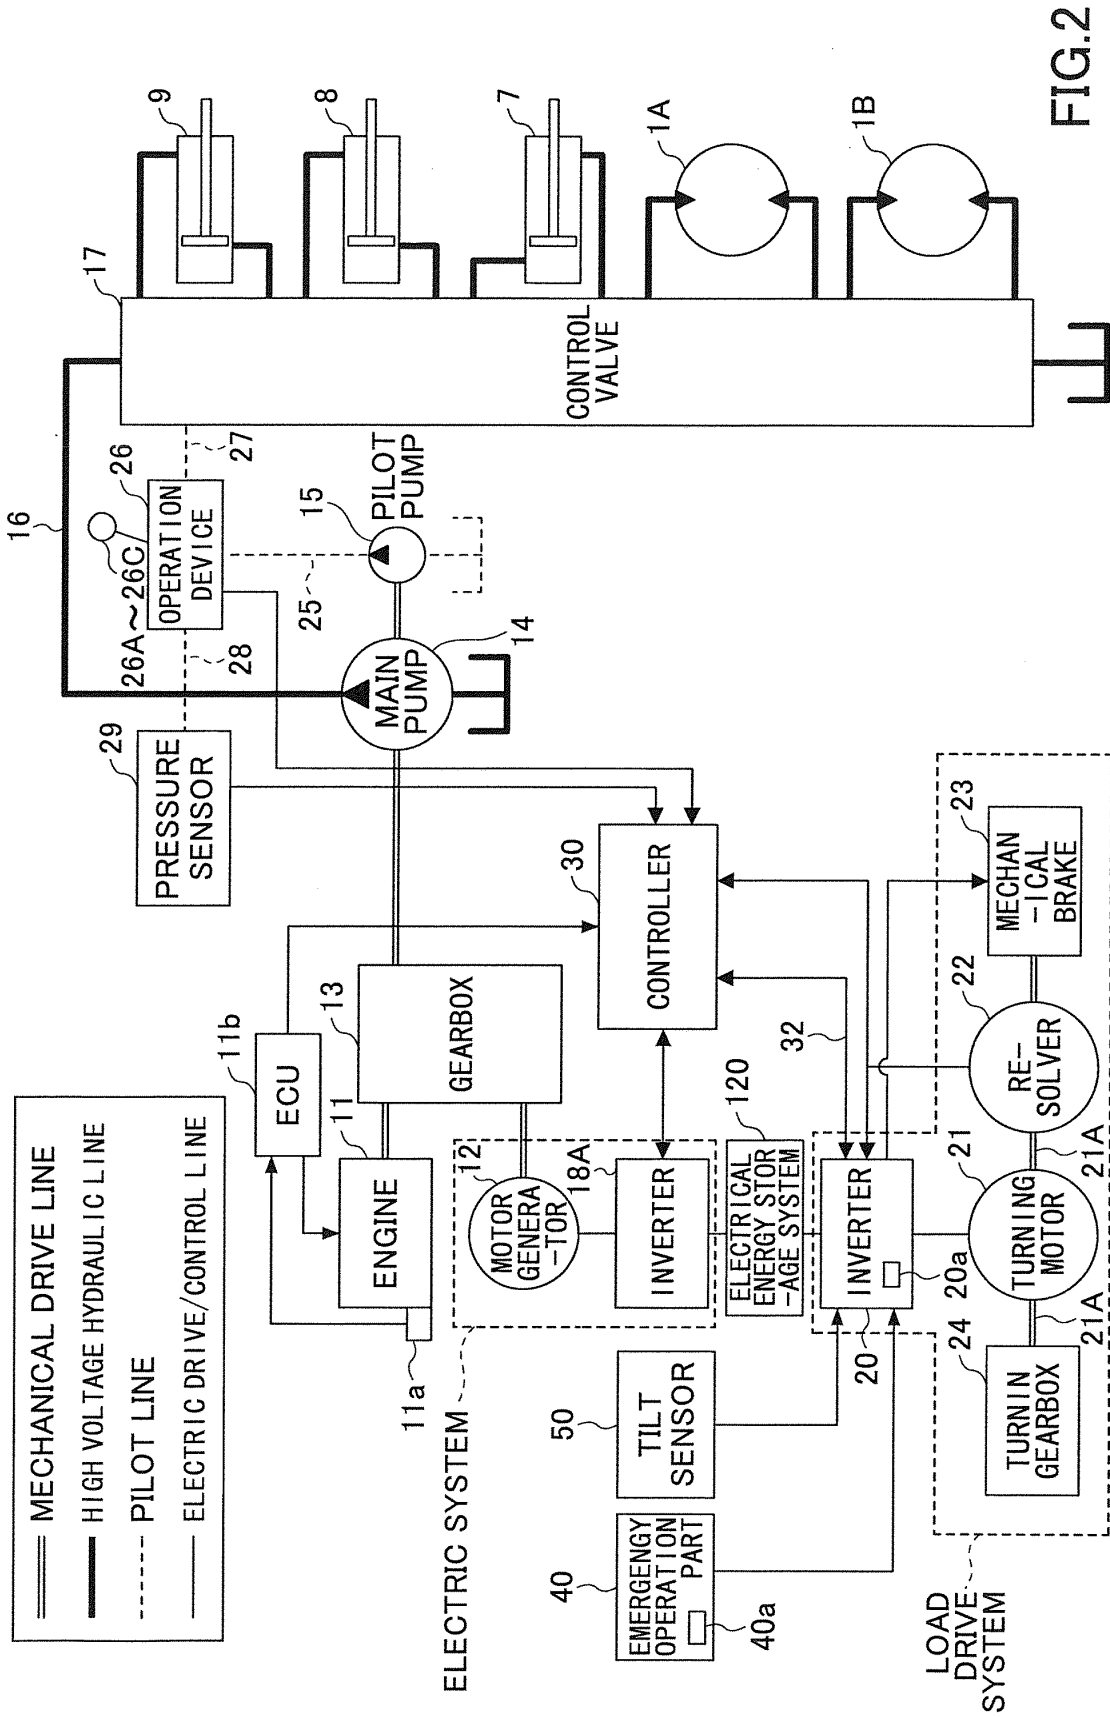 FIG.2
MECHANICAL DRIVE LINE
HIGH VOLTAGE HYDRAULIC LINE
PILOT LINE
ELECTRIC DRIVE/CONTROL LINE
11b
ECU
11
ENGINE
11a
13
GEARBOX
29
PRESSURE
SENSOR
28
26A〜26C
26
OPERATION
DEVICE
27
16
17
CONTROL
VALVE
9
8
7
1A
1B
25
15
PILOT
PUMP
14
MAIN
PUMP
30
CONTROLLER
32
ELECTRIC SYSTEM
12
MOTOR
GENERA
-TOR
18A
INVERTER
120
ELECTRICAL
ENERGY STOR
-AGE SYSTEM
50
TILT
SENSOR
40
EMERGENGY
OPERATION
PART
40a
20
INVERTER
20a
LOAD
DRIVE
SYSTEM
24
TURNIN
GEARBOX
21A
21
TURNING
MOTOR
21A
22
RE-
SOLVER
23
MECHAN
-ICAL
BRAKE